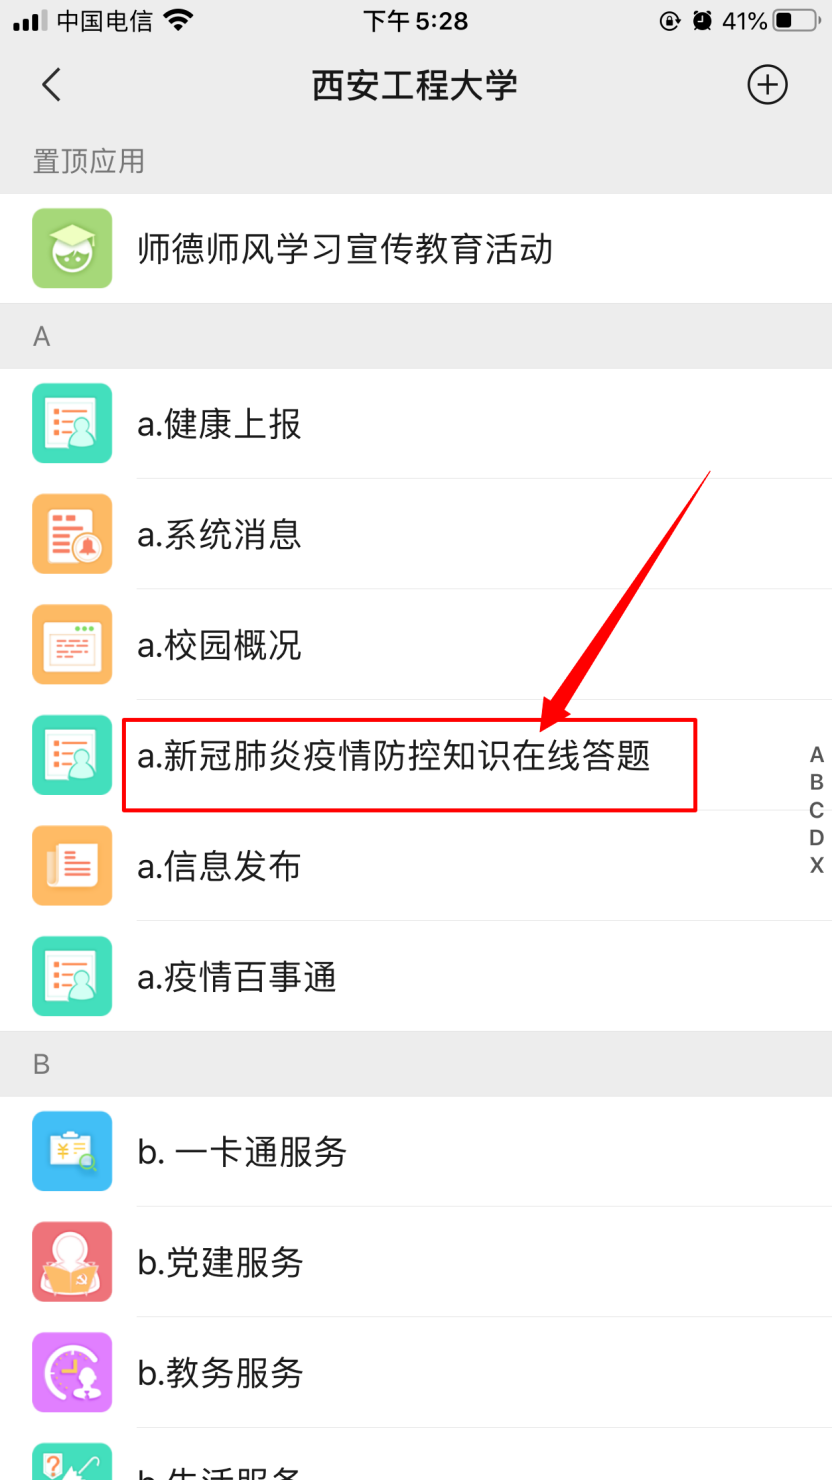 中国电信 下午 5:28 41%
西安工程大学
置顶应用
师德师风学习宣传教育活动
A
a.健康上报
a.系统消息
a.校园概况
a.新冠肺炎疫情防控知识在线答题
A
B
C
D
X
a.信息发布
a.疫情百事通
B
b. 一卡通服务
b.党建服务
b.教务服务
b.生活服务